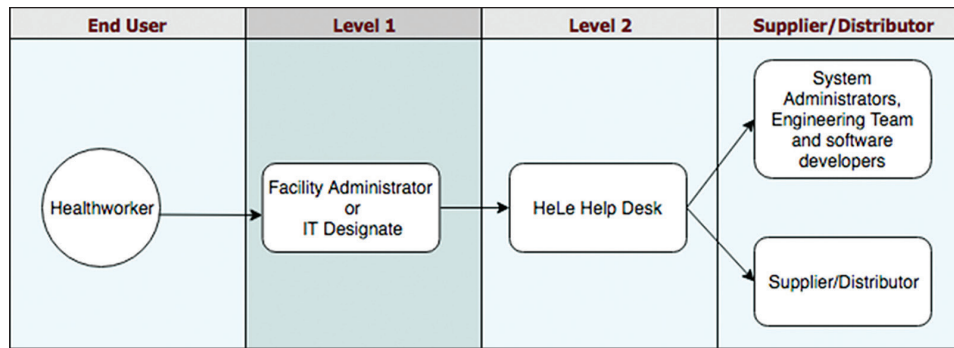 End User
Level 1
Level 2
Supplier/Distributor
Healthworker
Facility Administrator
or
IT Designate
HeLe Help Desk
System
Administrators,
Engineering Team
and software
developers
Supplier/Distributor